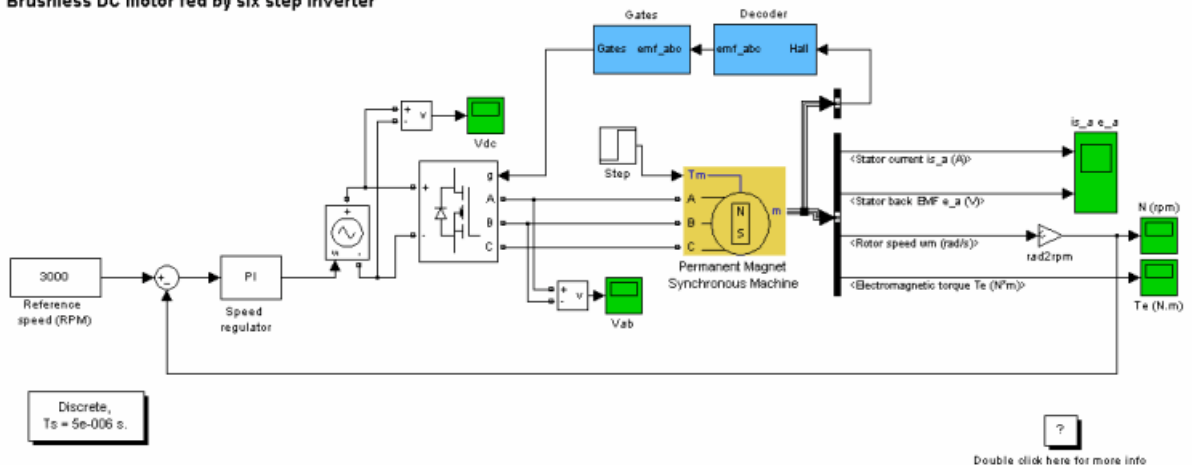 Brushless DC motor fed by six step inverter
Gates
Decoder
Gates emf_abc
emf_abc Hall
+
-
v
Vdc
Step
is_a e_a
g
+
-
A
B
C
Tm
A
B
C
N
S
m
<Stator current is_a (A)>
<Stator back EMF e_a (V)>
<Rotor speed wm (rad/s)>
<Electromagnetic torque Te (N*m)>
N (rpm)
rad2rpm
Te (N.m)
Permanent Magnet
Synchronous Machine
+
-
s
3000
Reference
speed (RPM)
+
-
PI
Speed
regulator
+
-
v
Vab
Discrete,
Ts = 5e-006 s.
?
Double click here for more info